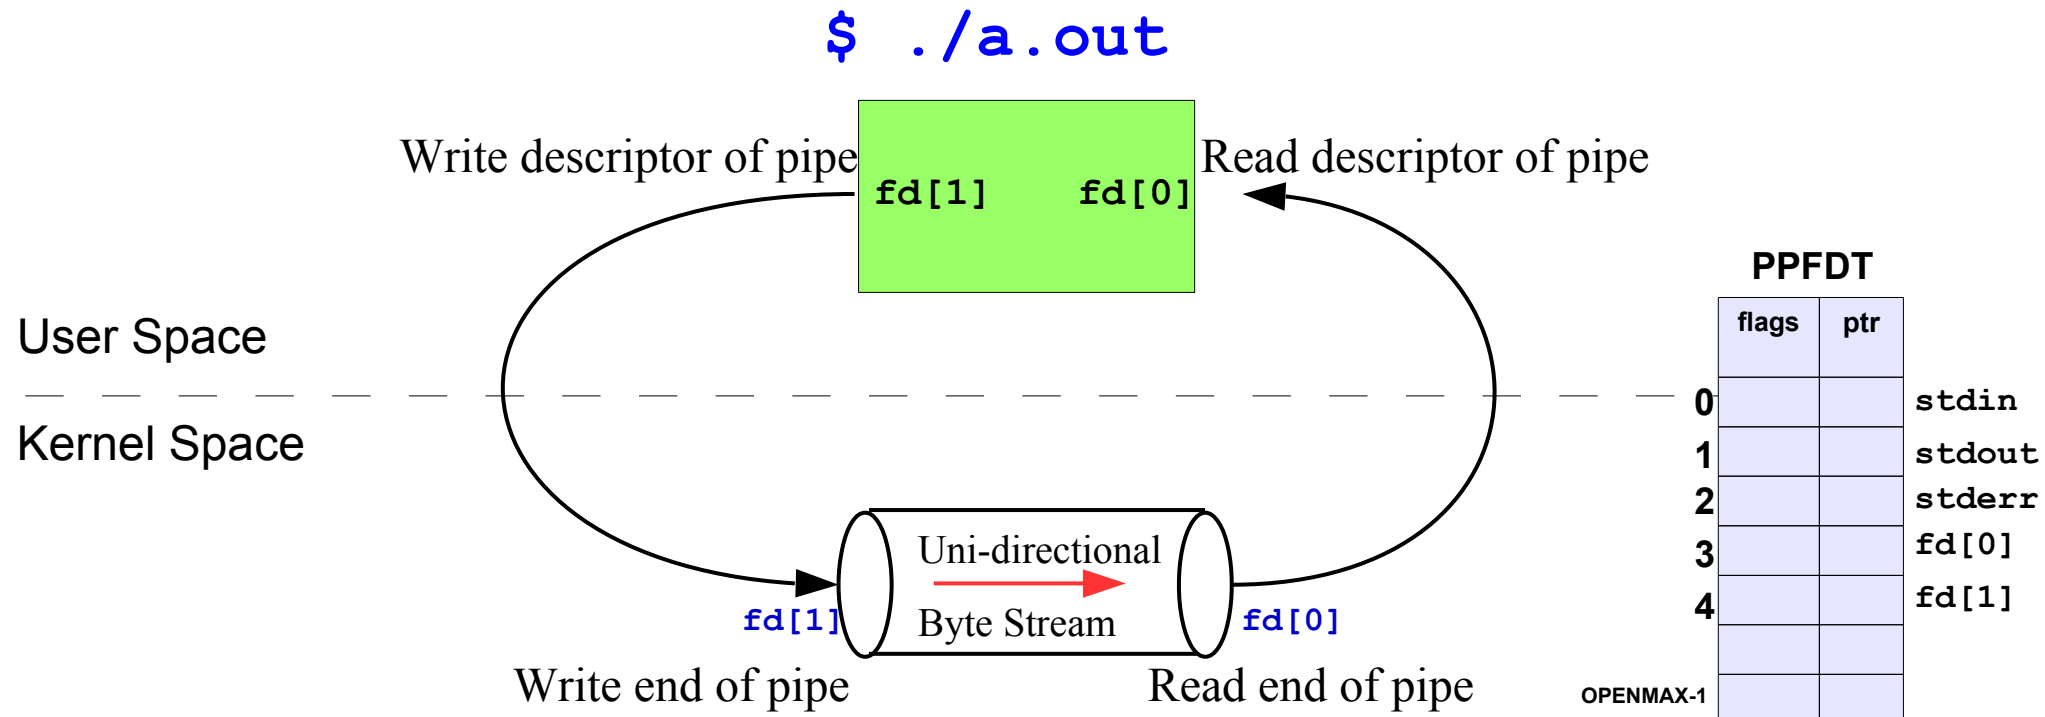 $ ./a.out
Write descriptor of pipe
fd[1]
fd[0]
Read descriptor of pipe
User Space
Kernel Space
Uni-directional
Byte Stream
fd[1]
fd[0]
Write end of pipe
Read end of pipe
PPFDT
flags ptr
0 stdin
1 stdout
2 stderr
3 fd[0]
4 fd[1]
OPENMAX-1